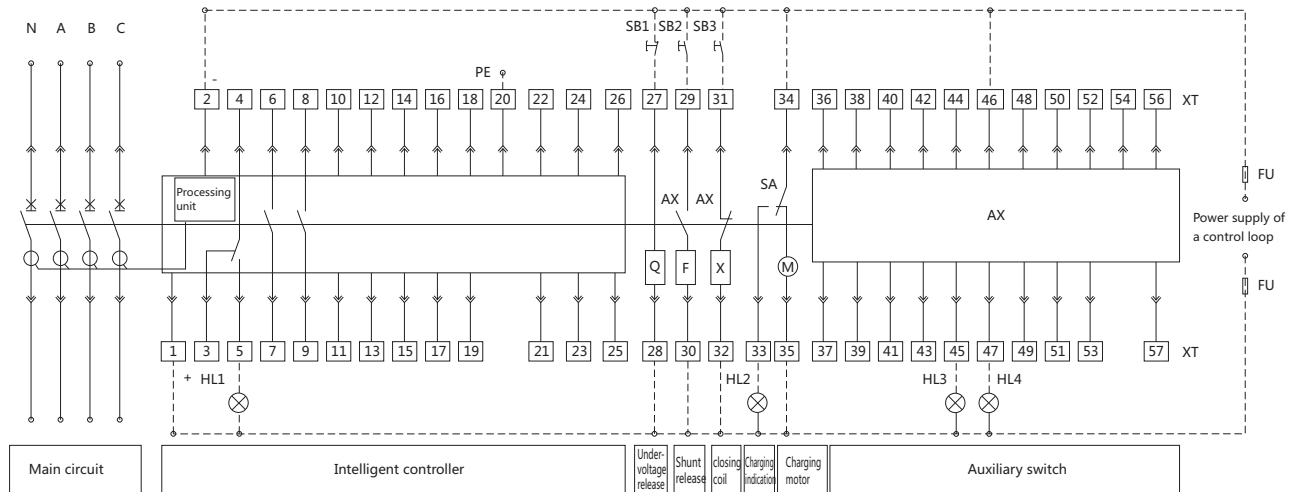 N A B C
SB1 SB2 SB3
PE
-
2 4 6 8 10 12 14 16 18 20 22 24 26 27 29 31 34 36 38 40 42 44 46 48 50 52 54 56 XT
Processing
unit
FU
SA
AX AX
AX
Power supply of
a control loop
Q F X M
FU
1 3 5 7 9 11 13 15 17 19 21 23 25 28 30 32 33 35 37 39 41 43 45 47 49 51 53 57 XT
+ HL1 HL2 HL3 HL4
Main circuit
Intelligent controller
Under-
voltage
release
Shunt
release
closing
coil
Charging
indication
Charging
motor
Auxiliary switch